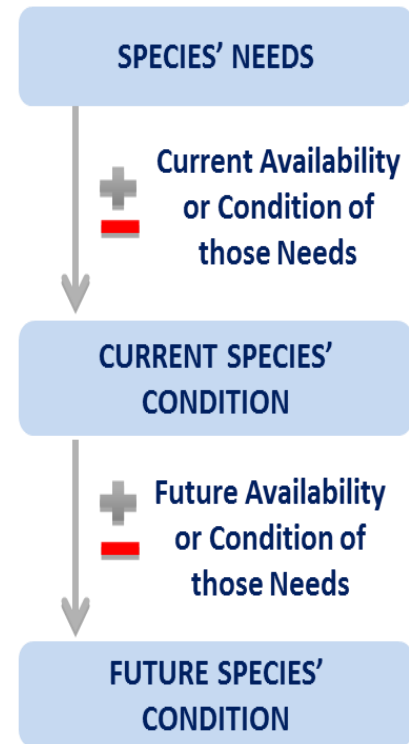 SPECIES’ NEEDS
Current Availability
or Condition of
those Needs
CURRENT SPECIES’
CONDITION
Future Availability
or Condition of
those Needs
FUTURE SPECIES’
CONDITION